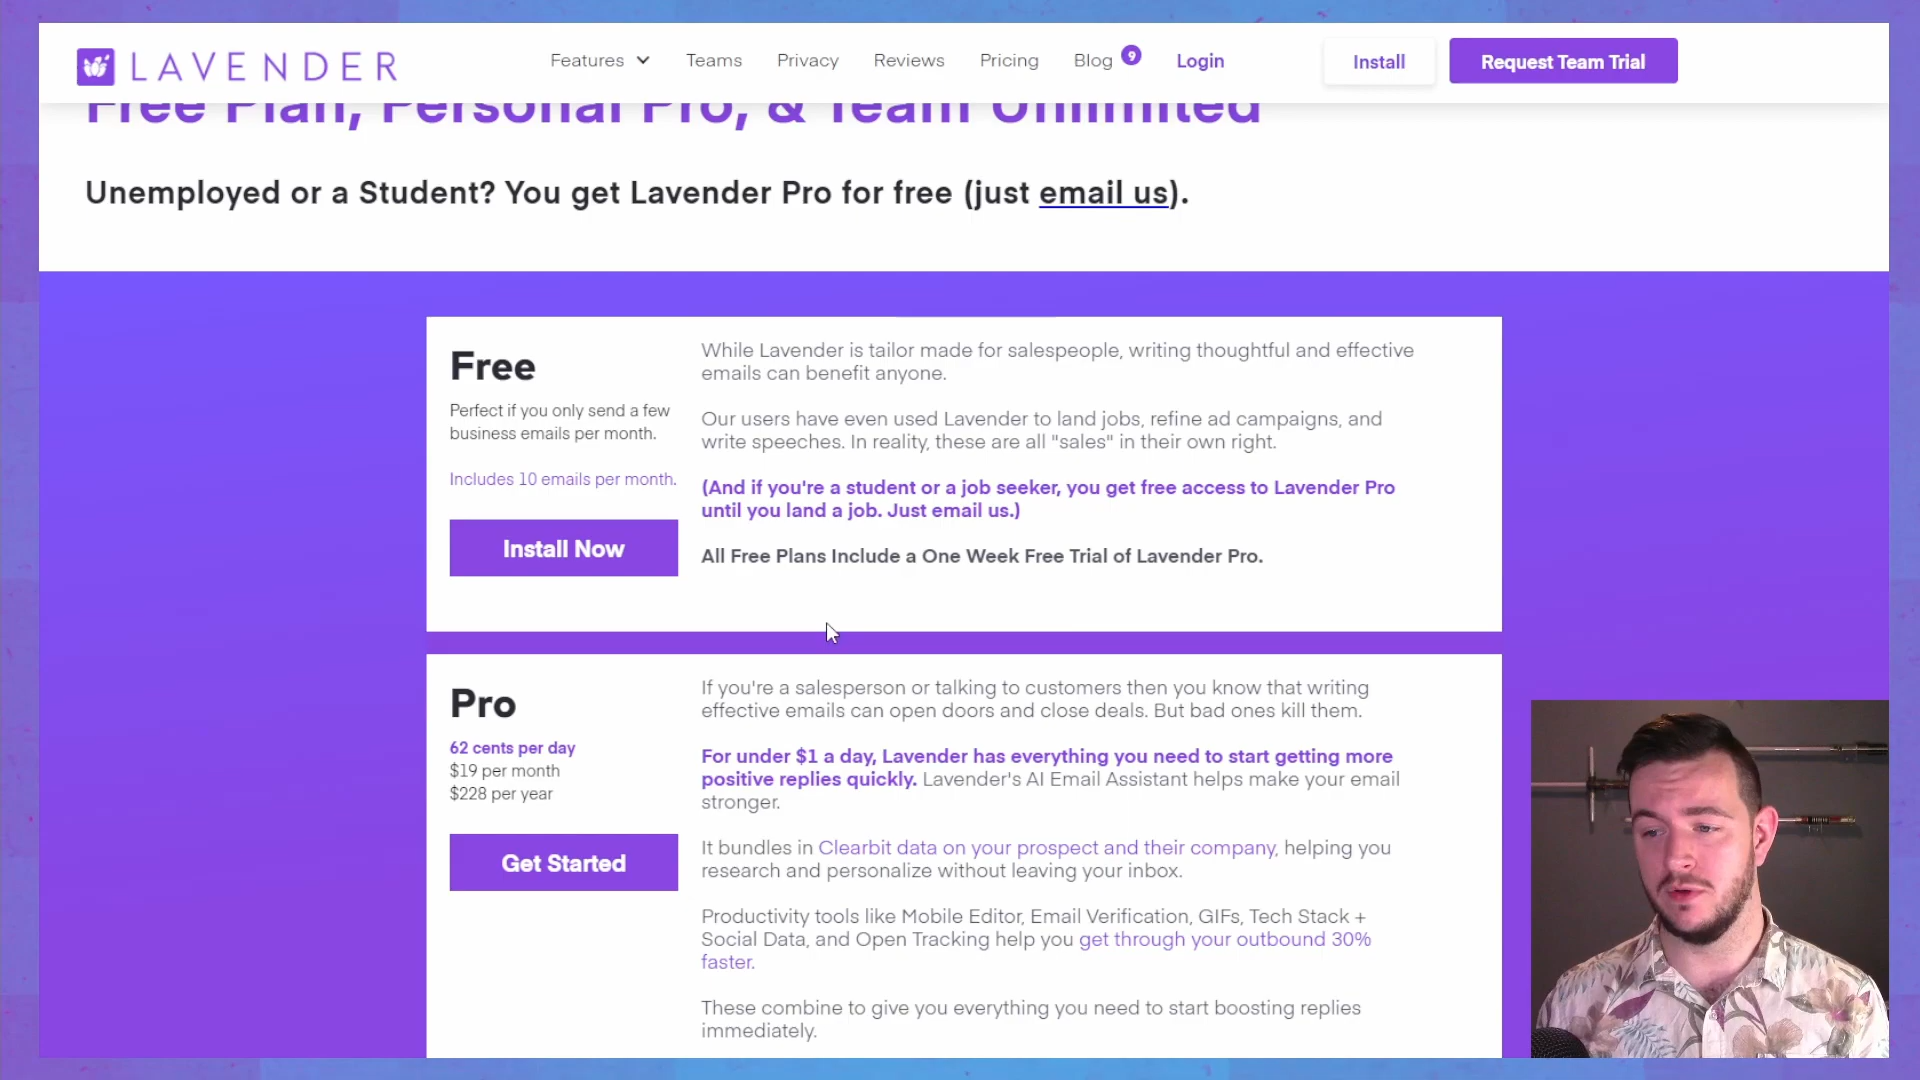 LAVENDER
Features
Teams
Privacy
Reviews
Pricing
Blog 9
Login
Install
Request Team Trial
Free Plan, Personal Pro, & Team Unlimited
Unemployed or a Student? You get Lavender Pro for free (just email us).
Free
Perfect if you only send a few
business emails per month.
Includes 10 emails per month.
Install Now
While Lavender is tailor made for salespeople, writing thoughtful and effective
emails can benefit anyone.
Our users have even used Lavender to land jobs, refine ad campaigns, and
write speeches. In reality, these are all "sales" in their own right.
(And if you're a student or a job seeker, you get free access to Lavender Pro
until you land a job. Just email us.)
All Free Plans Include a One Week Free Trial of Lavender Pro.
Pro
62 cents per day
$19 per month
$228 per year
Get Started
If you're a salesperson or talking to customers then you know that writing
effective emails can open doors and close deals. But bad ones kill them.
For under $1 a day, Lavender has everything you need to start getting more
positive replies quickly. Lavender's AI Email Assistant helps make your email
stronger.
It bundles in Clearbit data on your prospect and their company, helping you
research and personalize without leaving your inbox.
Productivity tools like Mobile Editor, Email Verification, GIFs, Tech Stack +
Social Data, and Open Tracking help you get through your outbound 30%
faster.
These combine to give you everything you need to start boosting replies
immediately.